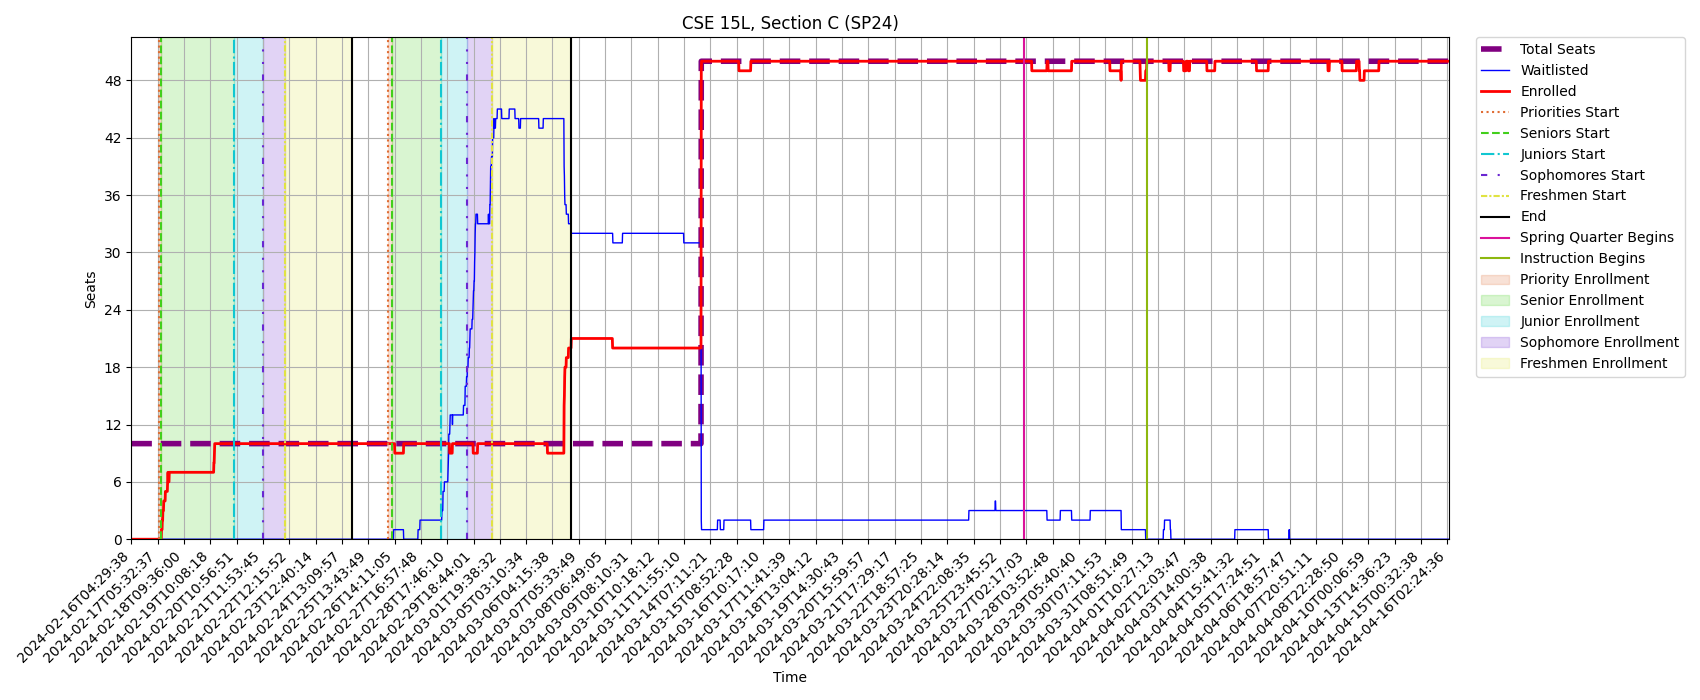 CSE 15L, Section C (SP24)
Seats
48
42
36
30
24
18
12
6
0
2024-02-16T04:29:38
2024-02-17T05:32:37
2024-02-18T09:36:00
2024-02-19T10:08:18
2024-02-20T10:56:51
2024-02-21T11:53:45
2024-02-22T12:15:52
2024-02-23T12:40:14
2024-02-24T13:09:57
2024-02-25T13:43:49
2024-02-26T14:11:05
2024-02-27T16:57:48
2024-02-28T17:46:10
2024-02-29T18:44:01
2024-03-01T19:38:32
2024-03-05T03:10:34
2024-03-06T04:15:38
2024-03-07T05:33:49
2024-03-08T06:49:05
2024-03-09T08:10:31
2024-03-10T10:18:12
2024-03-11T11:55:10
2024-03-14T07:11:21
2024-03-15T08:52:28
2024-03-16T10:17:10
2024-03-17T11:41:39
2024-03-18T13:04:12
2024-03-19T14:30:43
2024-03-20T15:59:57
2024-03-21T17:29:17
2024-03-22T18:57:25
2024-03-23T20:28:14
2024-03-24T22:08:35
2024-03-25T23:45:52
2024-03-27T02:17:03
2024-03-28T03:52:48
2024-03-29T05:40:40
2024-03-30T07:11:53
2024-03-31T08:51:49
2024-04-01T10:27:13
2024-04-02T12:03:47
2024-04-03T14:00:38
2024-04-04T15:41:32
2024-04-05T17:24:51
2024-04-06T18:57:47
2024-04-07T20:51:11
2024-04-08T22:28:50
2024-04-10T00:06:59
2024-04-13T14:36:23
2024-04-15T00:32:38
2024-04-16T02:24:36
Time
Total Seats
Waitlisted
Enrolled
Priorities Start
Seniors Start
Juniors Start
Sophomores Start
Freshmen Start
End
Spring Quarter Begins
Instruction Begins
Priority Enrollment
Senior Enrollment
Junior Enrollment
Sophomore Enrollment
Freshmen Enrollment